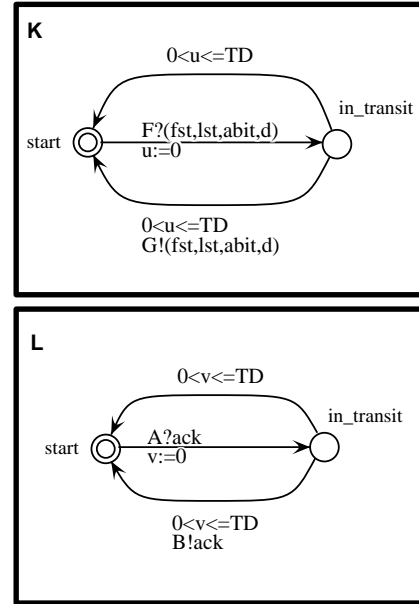 K
0<u<=TD
in_transit
start
F?(fst,lst,abit,d)
u:=0
0<u<=TD
G!(fst,lst,abit,d)
L
0<v<=TD
in_transit
start
A?ack
v:=0
0<v<=TD
B!ack